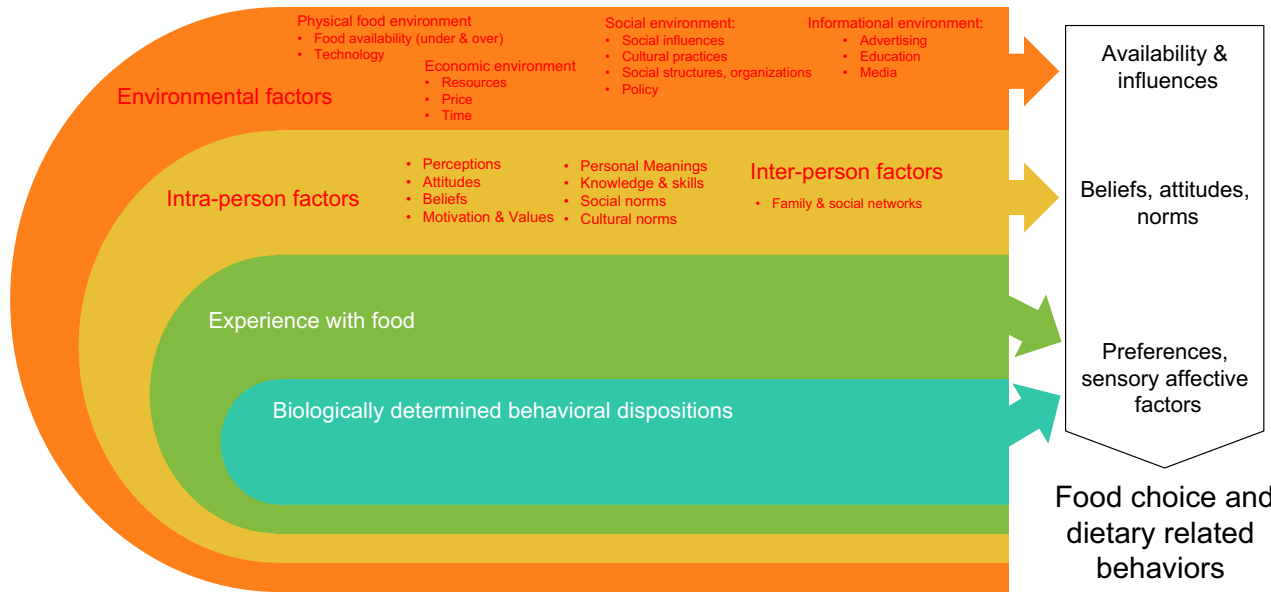 Physical food environment
• Food availability (under & over)
• Technology
Economic environment
• Resources
• Price
• Time
Social environment:
• Social influences
• Cultural practices
• Social structures, organizations
• Policy
Informational environment:
• Advertising
• Education
• Media
Environmental factors
Availability &
influences
Intra-person factors
• Perceptions
• Attitudes
• Beliefs
• Motivation & Values
• Personal Meanings
• Knowledge & skills
• Social norms
• Cultural norms
Inter-person factors
• Family & social networks
Beliefs, attitudes,
norms
Experience with food
Biologically determined behavioral dispositions
Preferences,
sensory affective
factors
Food choice and
dietary related
behaviors